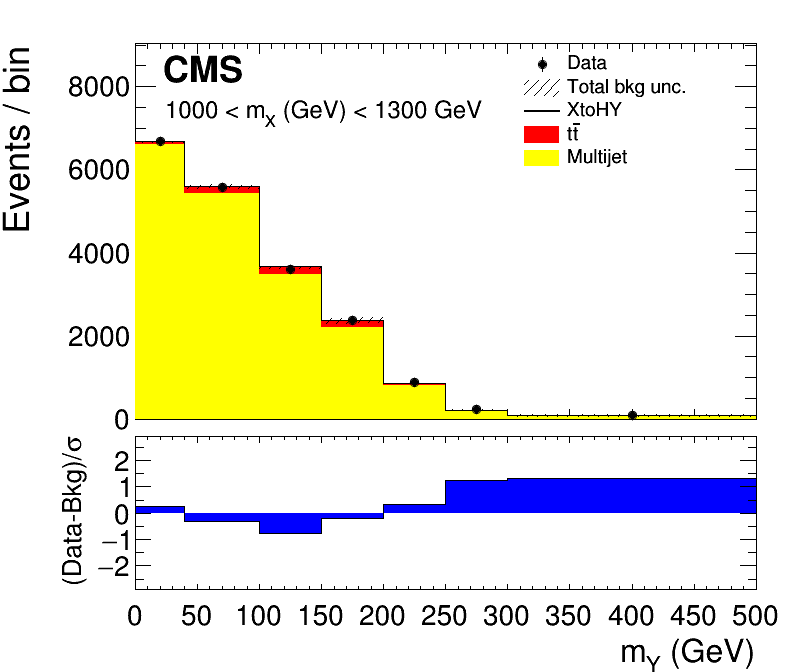 CMS
1000 < mX (GeV) < 1300 GeV
Data
Total bkg unc.
XtoHY
tt̄
Multijet
Events / bin
8000
6000
4000
2000
0
(Data-Bkg)/σ
2
1
0
−1
−2
0 50 100 150 200 250 300 350 400 450 500
mY (GeV)